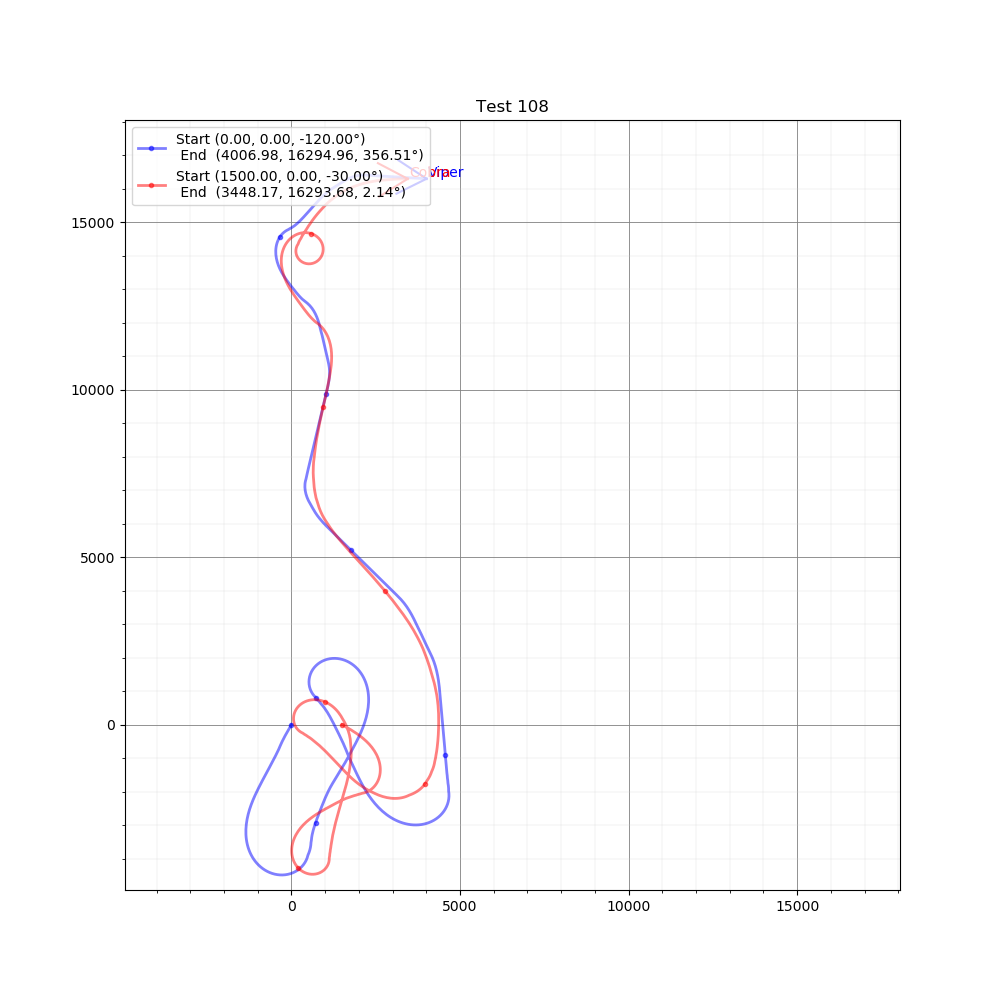 Test 108
Start (0.00, 0.00, -120.00°)
End (4006.98, 16294.96, 356.51°)
Start (1500.00, 0.00, -30.00°)
End (3448.17, 16293.68, 2.14°)
Cobra
Viper
15000
10000
5000
0
0
5000
10000
15000